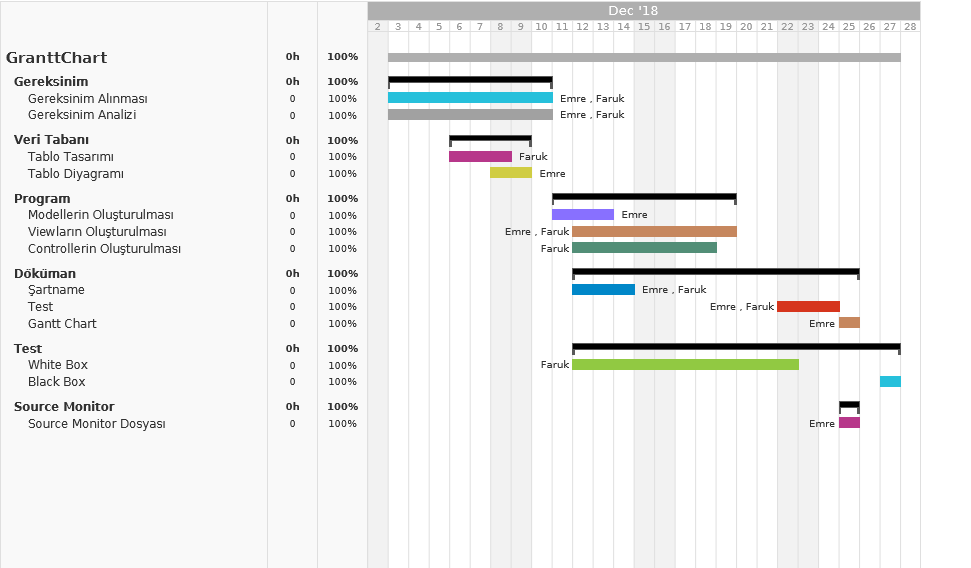 Dec '18
2 3 4 5 6 7 8 9 10 11 12 13 14 15 16 17 18 19 20 21 22 23 24 25 26 27 28
GranttChart 0h 100%
Gereksinim 0h 100%
Gereksinim Alınması 0 100% Emre , Faruk
Gereksinim Analizi 0 100% Emre , Faruk
Veri Tabanı 0h 100%
Tablo Tasarımı 0 100% Faruk
Tablo Diyagramı 0 100% Emre
Program 0h 100%
Modellerin Oluşturulması 0 100% Emre
Viewların Oluşturulması 0 100% Emre , Faruk
Controllerin Oluşturulması 0 100% Faruk
Döküman 0h 100%
Şartname 0 100% Emre , Faruk
Test 0 100% Emre , Faruk
Gantt Chart 0 100% Emre
Test 0h 100%
White Box 0 100% Faruk
Black Box 0 100%
Source Monitor 0h 100%
Source Monitor Dosyası 0 100% Emre